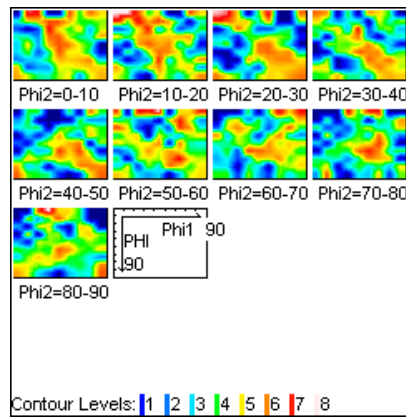 Phi2=0-10 Phi2=10-20 Phi2=20-30 Phi2=30-40
Phi2=40-50 Phi2=50-60 Phi2=60-70 Phi2=70-80
Phi1 90
PHI
90
Phi2=80-90
Contour Levels: 1 2 3 4 5 6 7 8